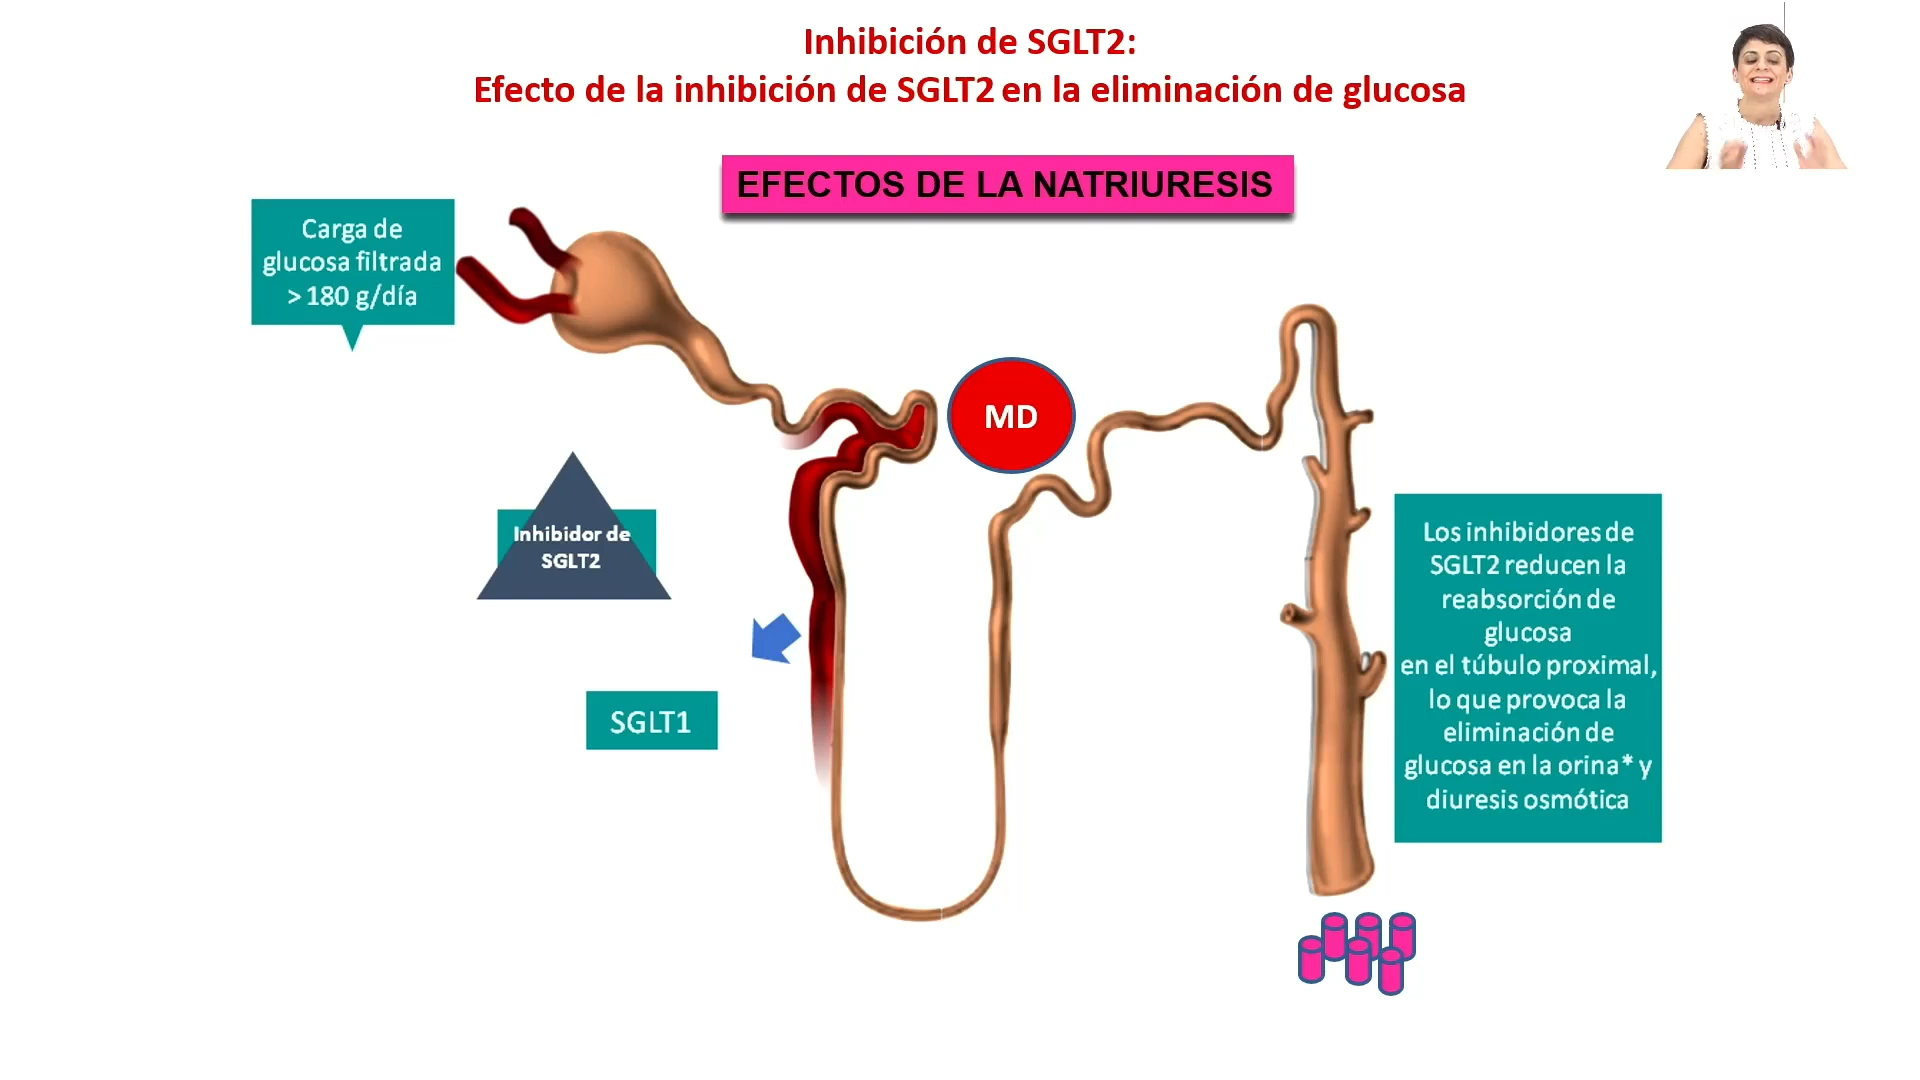 Inhibición de SGLT2:
Efecto de la inhibición de SGLT2 en la eliminación de glucosa
EFECTOS DE LA NATRIURESIS
Carga de
glucosa filtrada
> 180 g/día
MD
Inhibidor de
SGLT2
SGLT1
Los inhibidores de
SGLT2 reducen la
reabsorción de
glucosa
en el túbulo proximal,
lo que provoca la
eliminación de
glucosa en la orina* y
diuresis osmótica